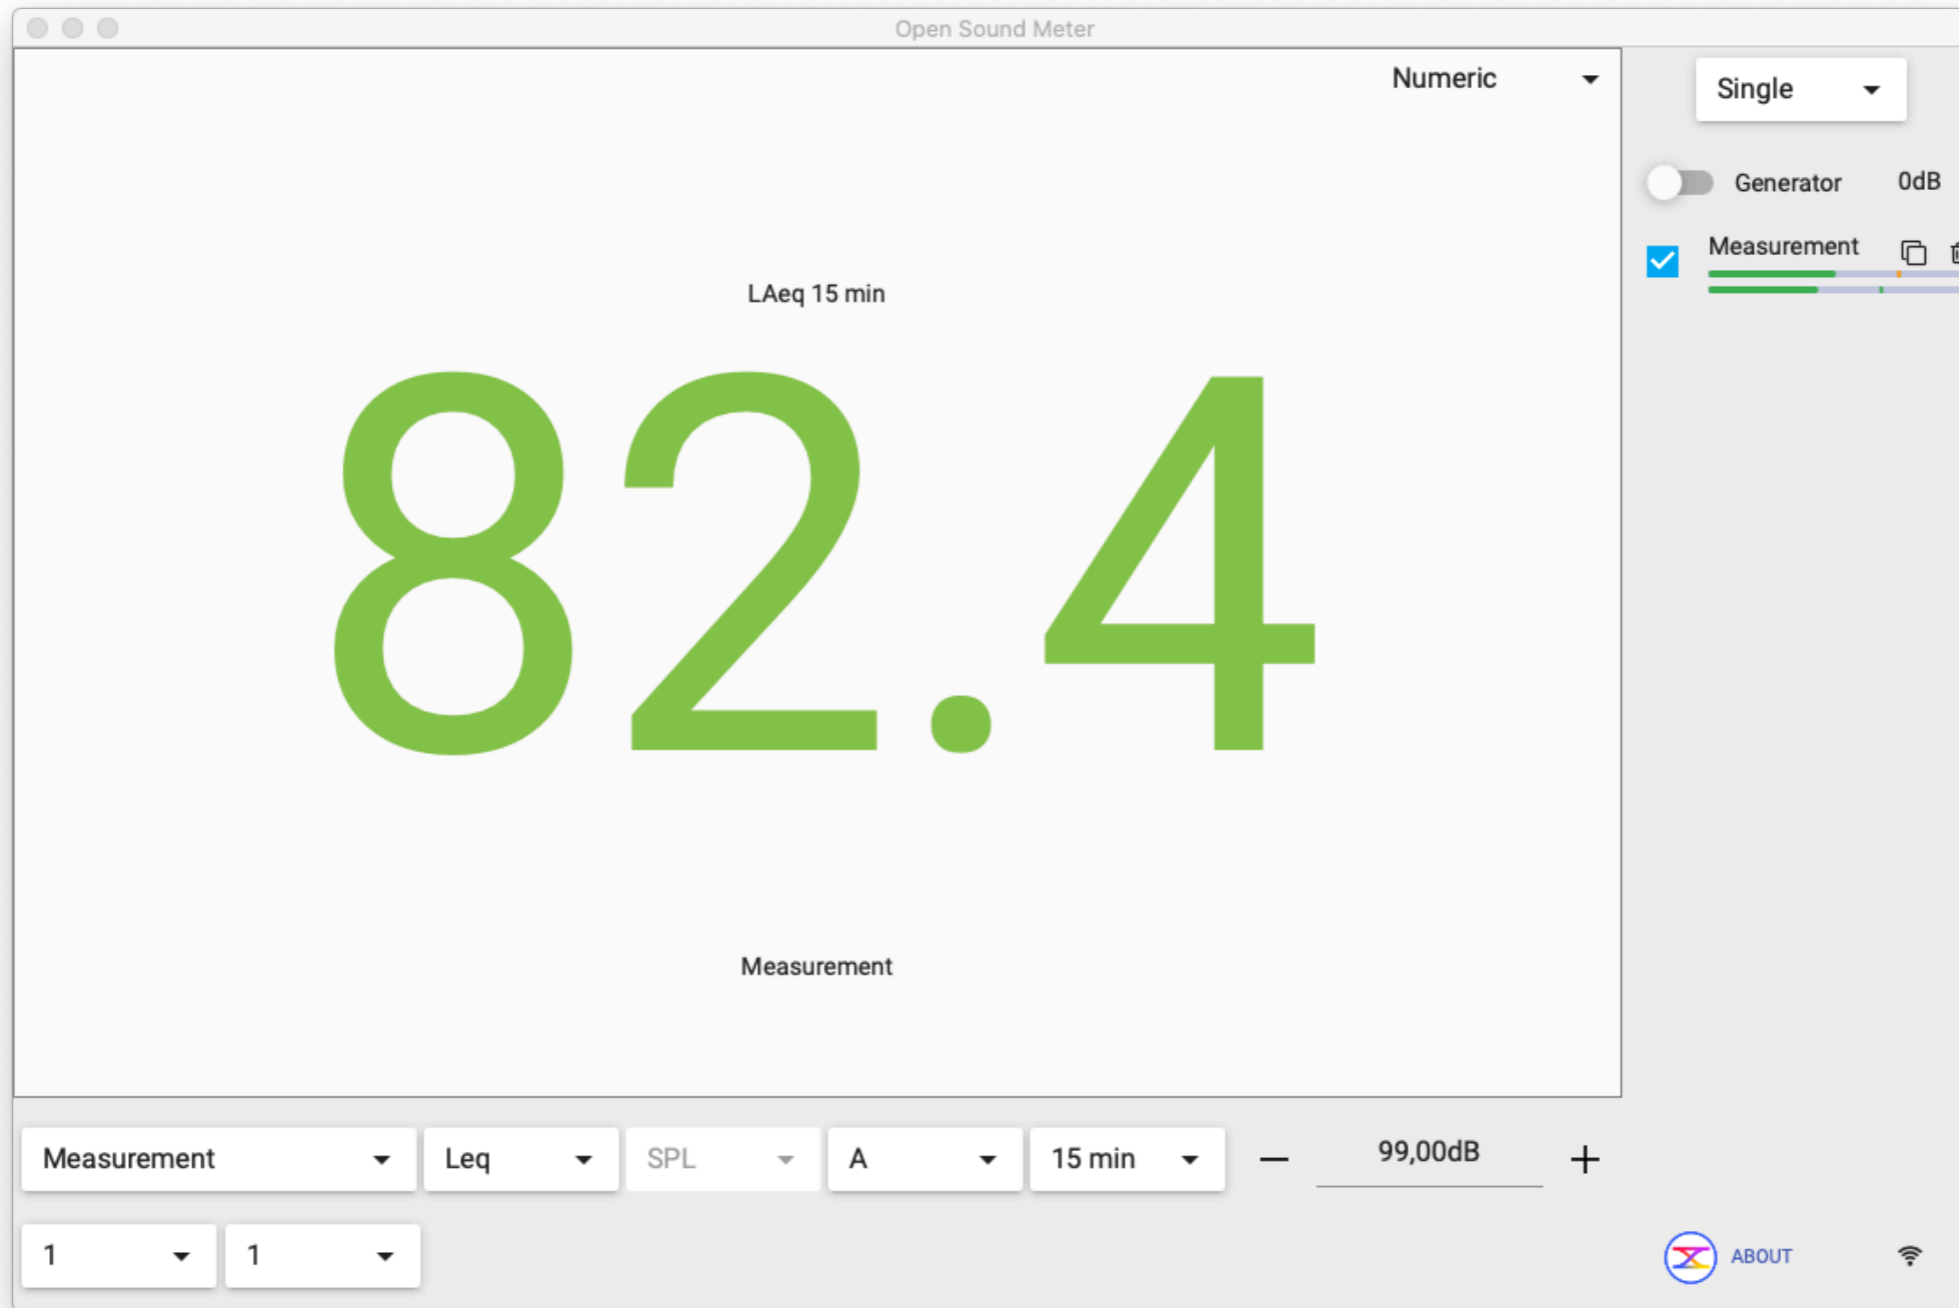 Open Sound Meter
Numeric
Single
Generator 0dB
Measurement
LAeq 15 min
82.4
Measurement
Measurement Leq SPL A 15 min 99,00dB
1 1
ABOUT